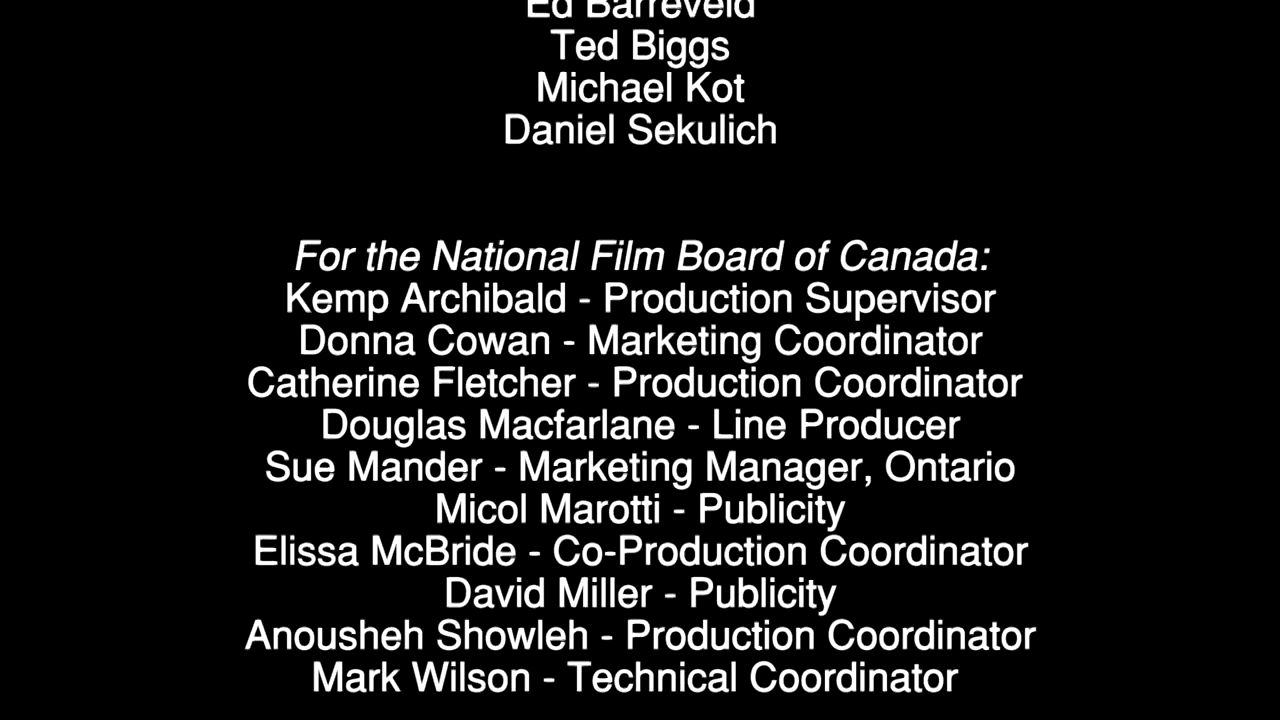 Ed Barreveld
Ted Biggs
Michael Kot
Daniel Sekulich
For the National Film Board of Canada:
Kemp Archibald - Production Supervisor
Donna Cowan - Marketing Coordinator
Catherine Fletcher - Production Coordinator
Douglas Macfarlane - Line Producer
Sue Mander - Marketing Manager, Ontario
Micol Marotti - Publicity
Elissa McBride - Co-Production Coordinator
David Miller - Publicity
Anousheh Showleh - Production Coordinator
Mark Wilson - Technical Coordinator